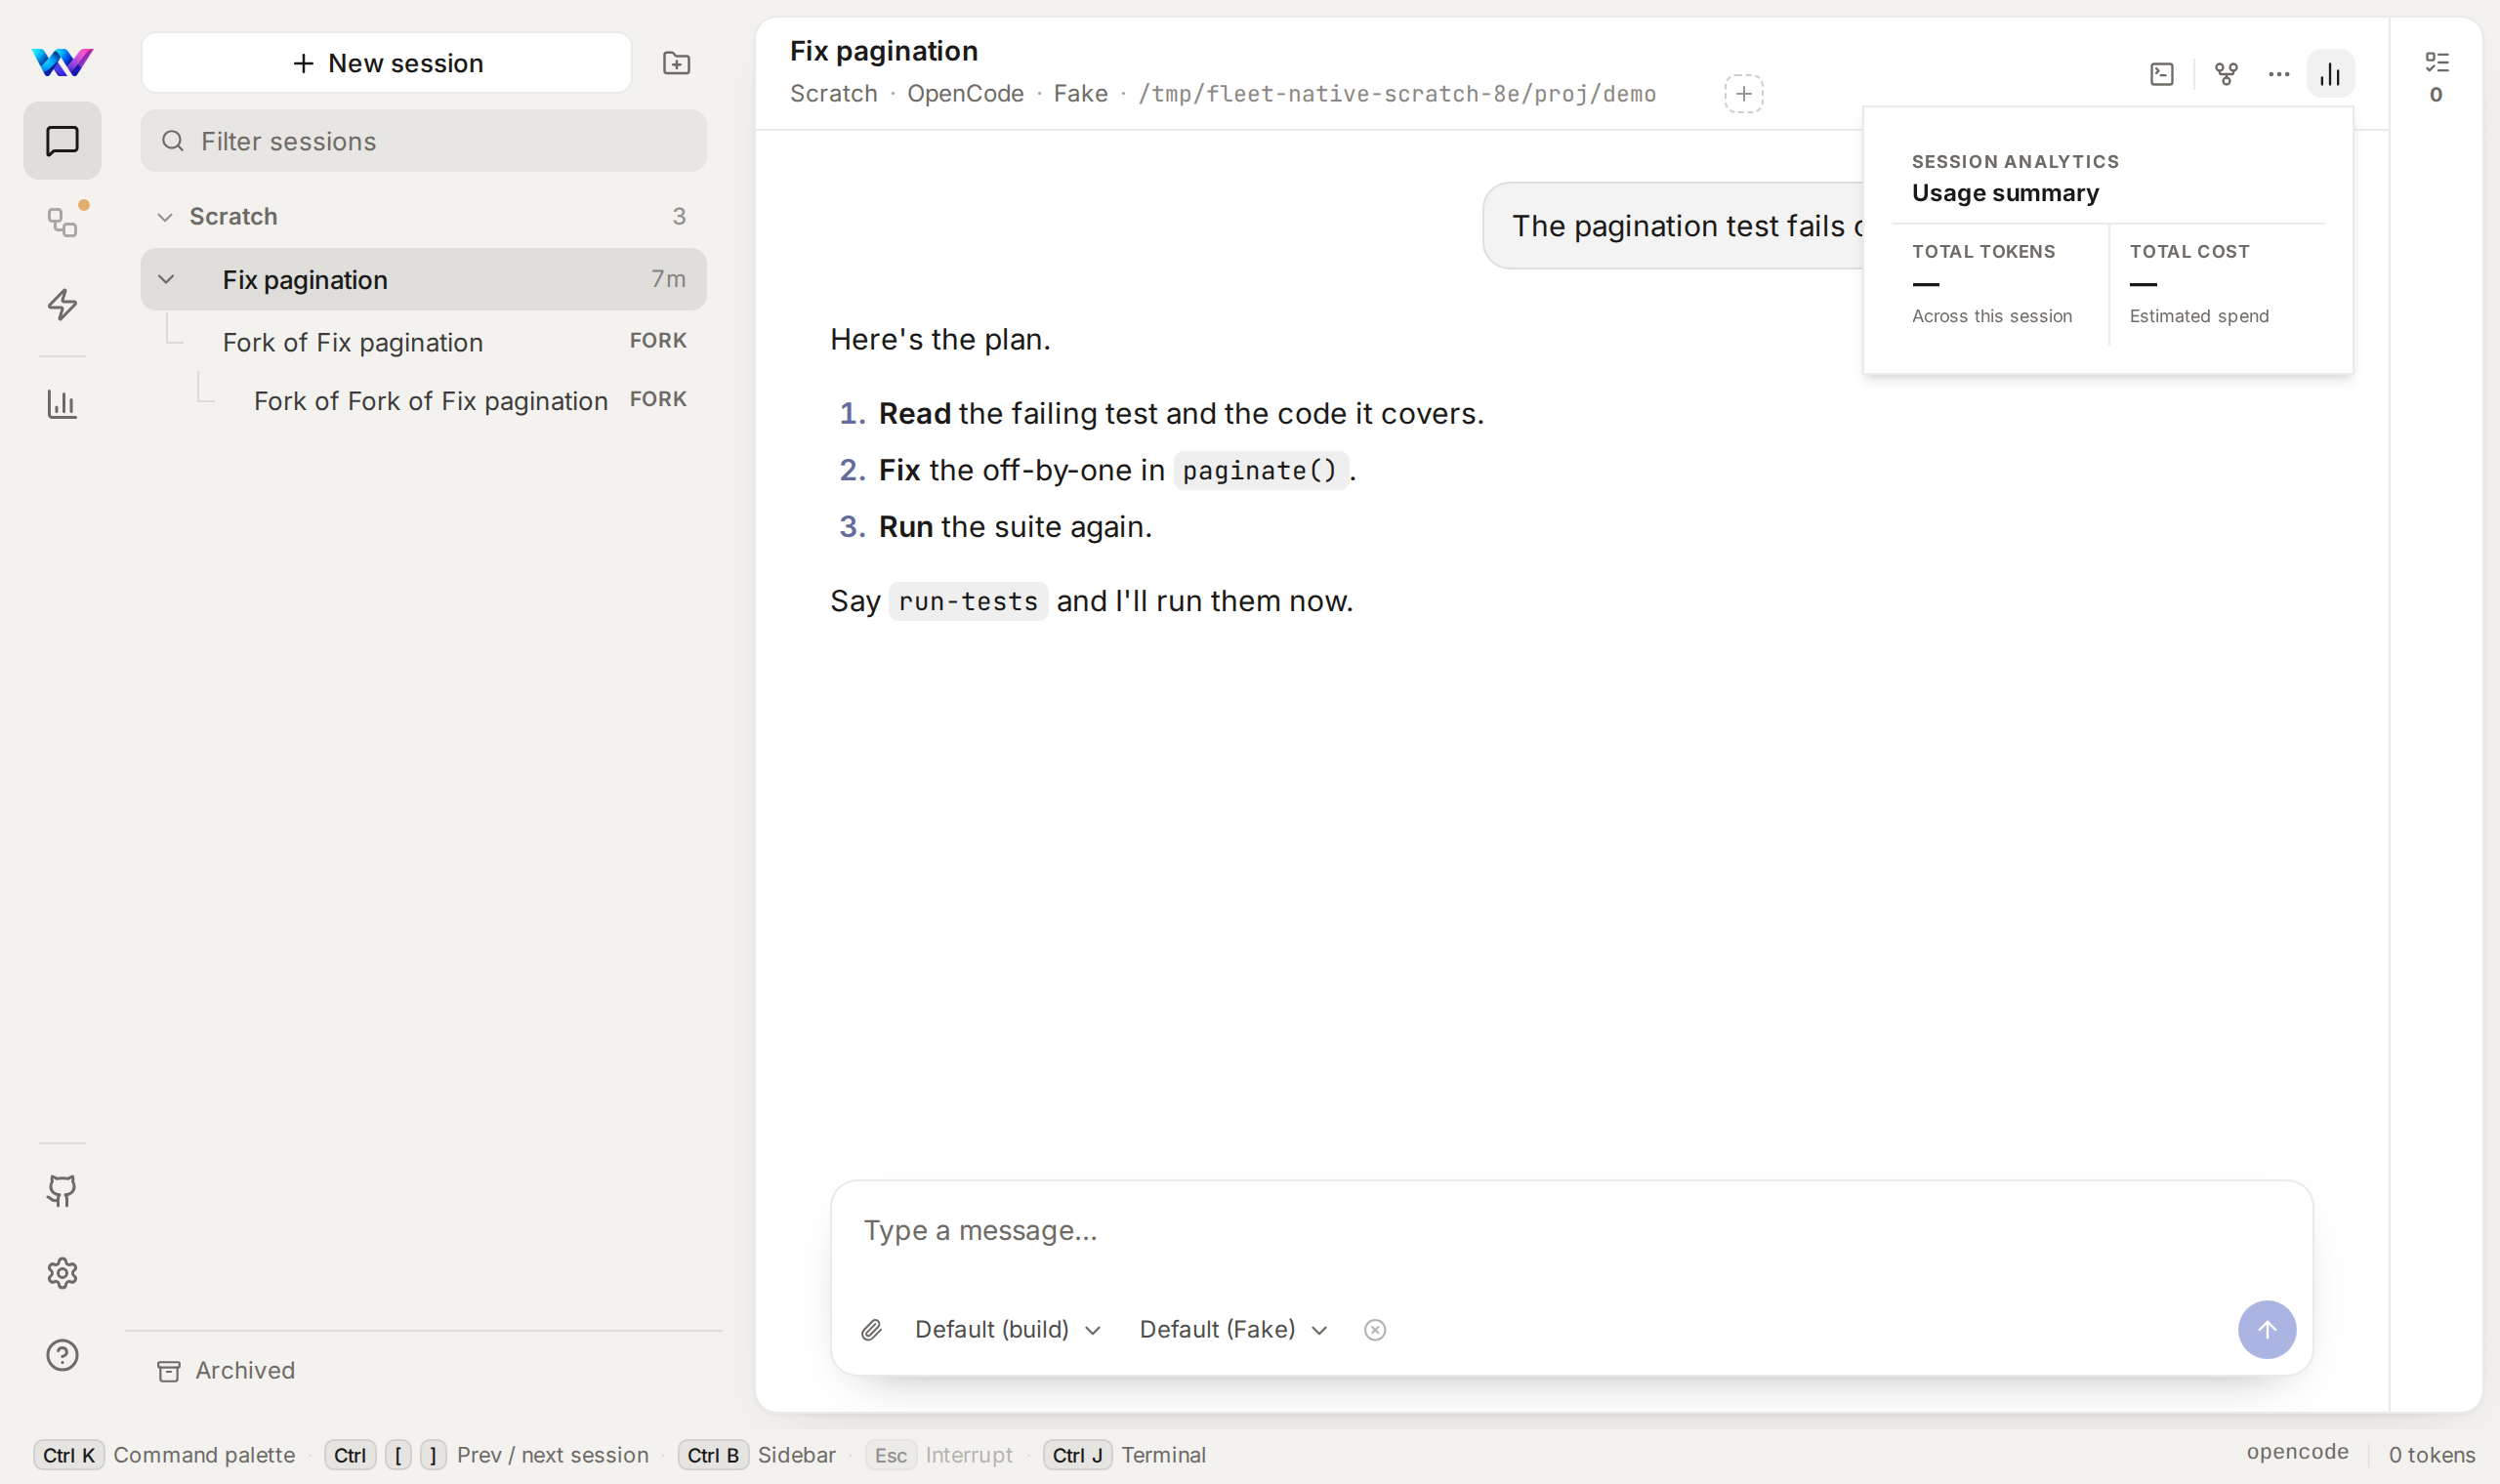 New session
Filter sessions
Scratch 3
Fix pagination 7m
Fork of Fix pagination FORK
Fork of Fork of Fix pagination FORK
Archived
Fix pagination
Scratch · OpenCode · Fake · /tmp/fleet-native-scratch-8e/proj/demo
0
SESSION ANALYTICS
Usage summary
TOTAL TOKENS TOTAL COST
— —
Across this session Estimated spend
The pagination test fails
Here's the plan.
1. Read the failing test and the code it covers.
2. Fix the off-by-one in paginate().
3. Run the suite again.
Say run-tests and I'll run them now.
Type a message...
Default (build) Default (Fake)
Ctrl K Command palette · Ctrl [ ] Prev / next session · Ctrl B Sidebar · Esc Interrupt · Ctrl J Terminal
opencode 0 tokens